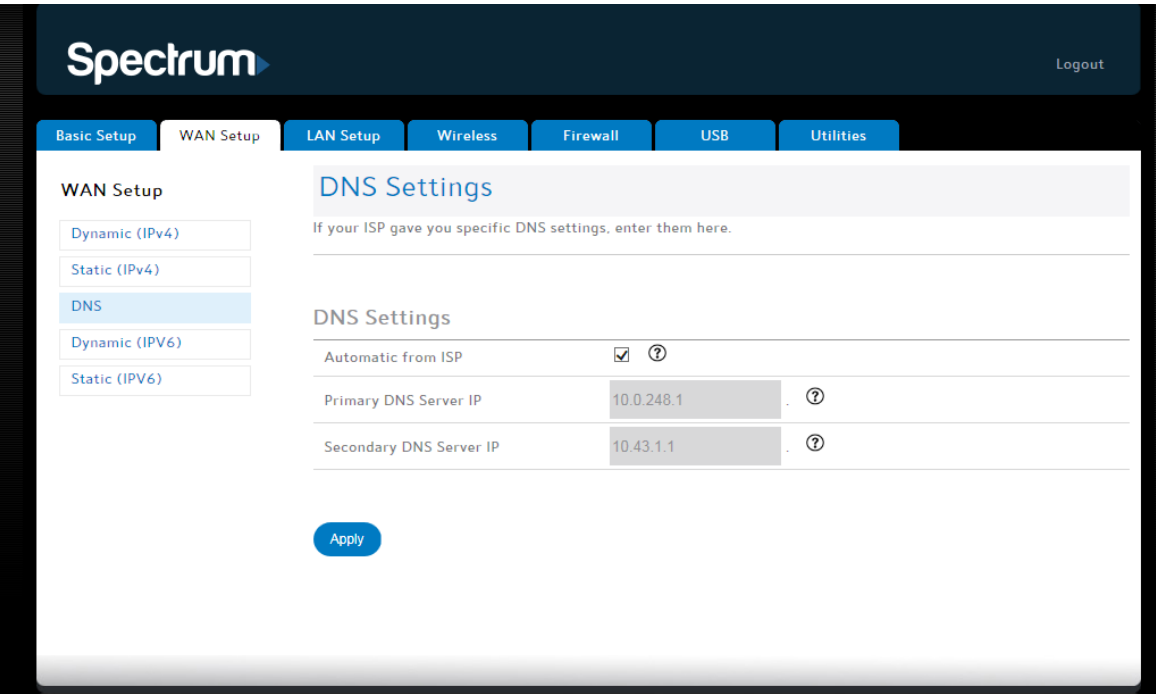 Spectrum
Logout
Basic Setup WAN Setup LAN Setup Wireless Firewall USB Utilities
WAN Setup
Dynamic (IPv4)
Static (IPv4)
DNS
Dynamic (IPV6)
Static (IPV6)
DNS Settings
If your ISP gave you specific DNS settings, enter them here.
DNS Settings
Automatic from ISP ?
Primary DNS Server IP 10.0.248.1 . ?
Secondary DNS Server IP 10.43.1.1 . ?
Apply